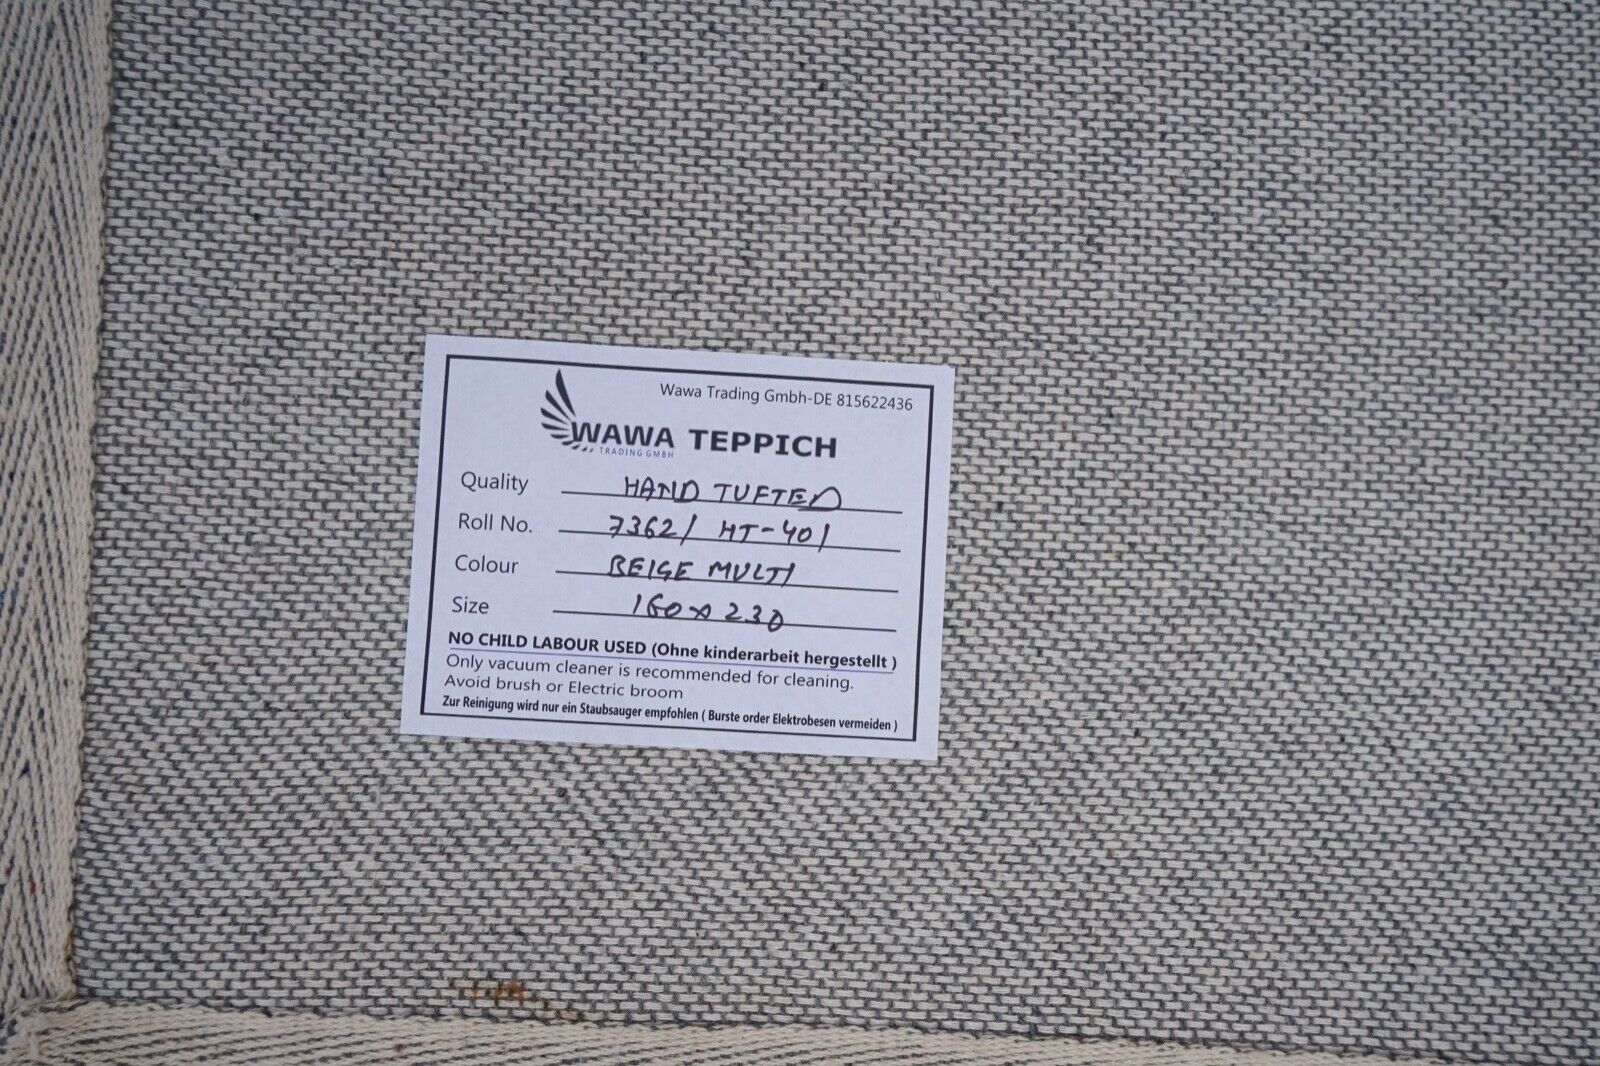 Wawa Trading Gmbh-DE 815622436
WAWA TEPPICH
TRADING GMBH
Quality HAND TUFTED
Roll No. 7362/ HT-401
Colour BEIGE MULTI
Size 160x230
NO CHILD LABOUR USED (Ohne kinderarbeit hergestellt )
Only vacuum cleaner is recommended for cleaning.
Avoid brush or Electric broom
Zur Reinigung wird nur ein Staubsauger empfohlen ( Burste order Elektrobesen vermeiden )